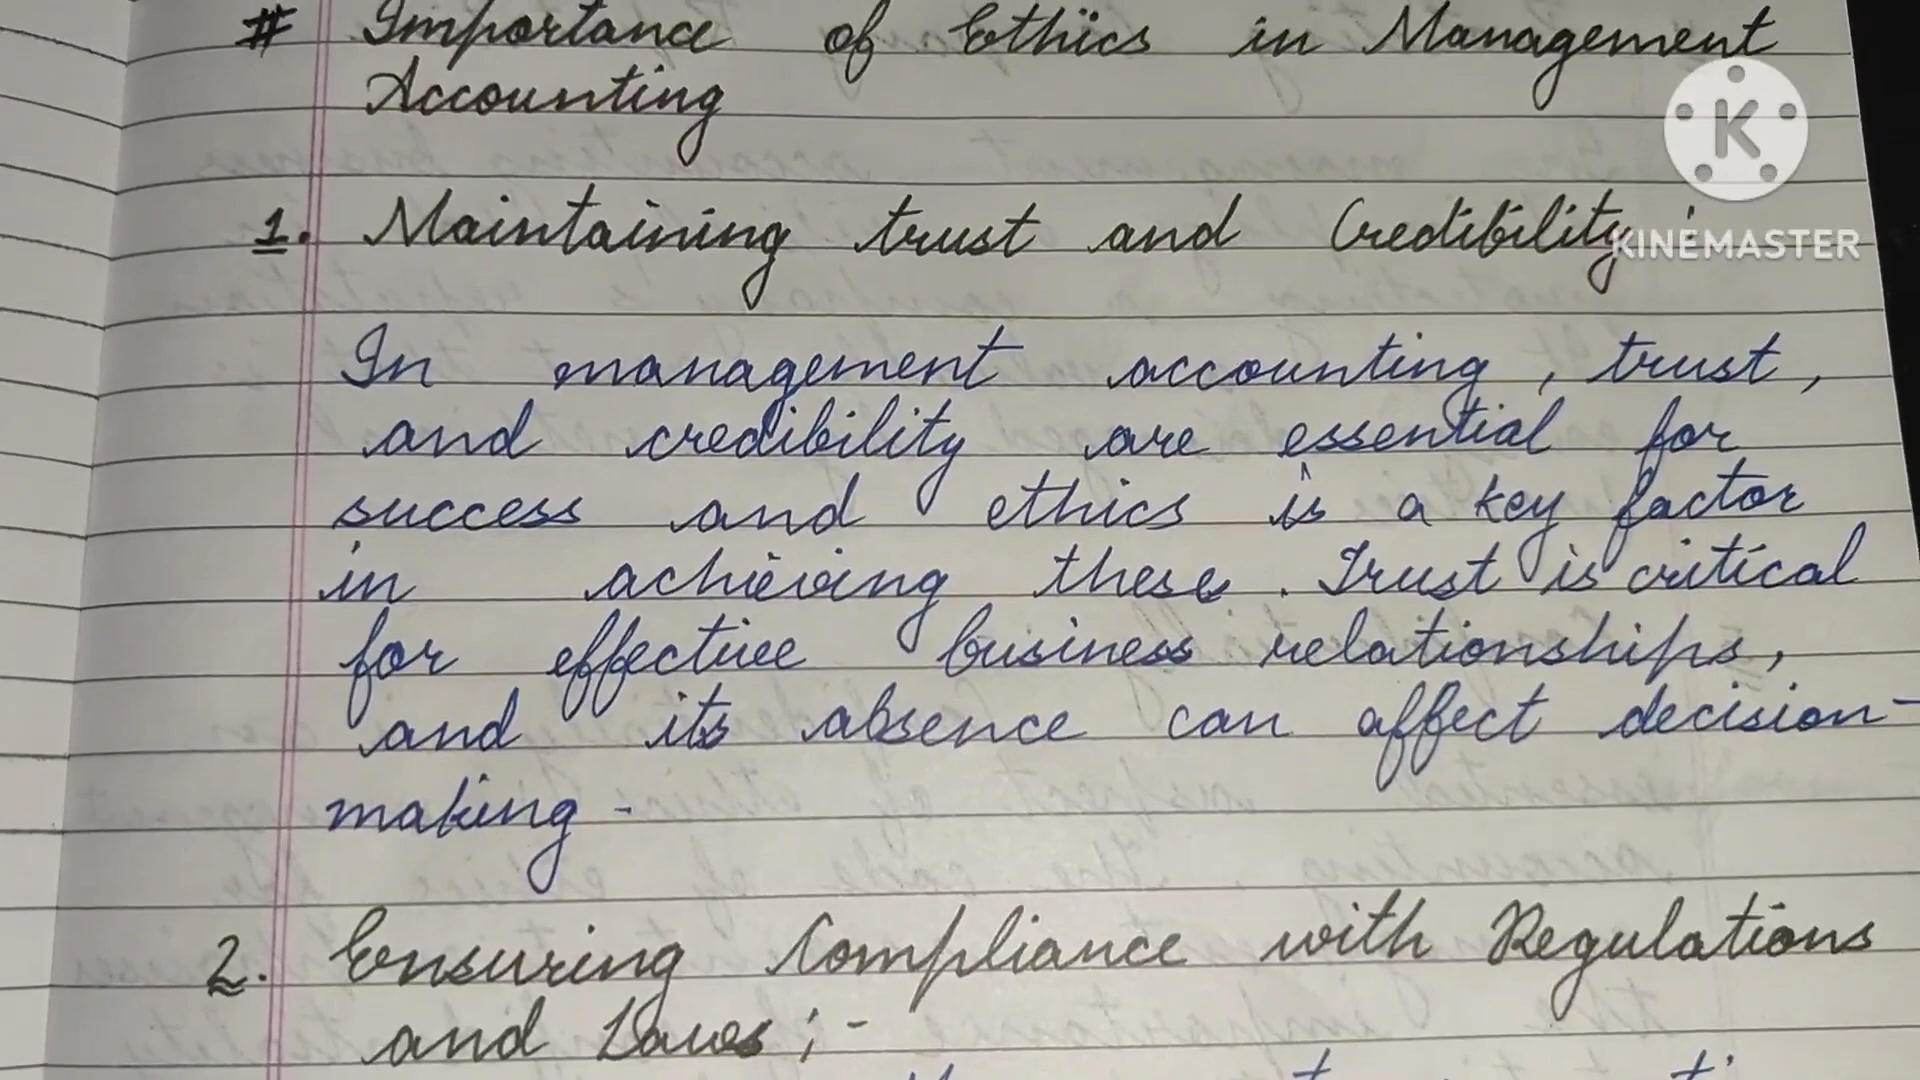 # Importance of Ethics in Management
Accounting
1. Maintaining trust and Credibility :
In management accounting, trust,
and credibility are essential for
success and ethics is a key factor
in achieving these. Trust is critical
for effective business relationships,
and its absence can affect decision-
making -
2. Ensuring Compliance with Regulations
and Laws ; -
K
KINEMASTER